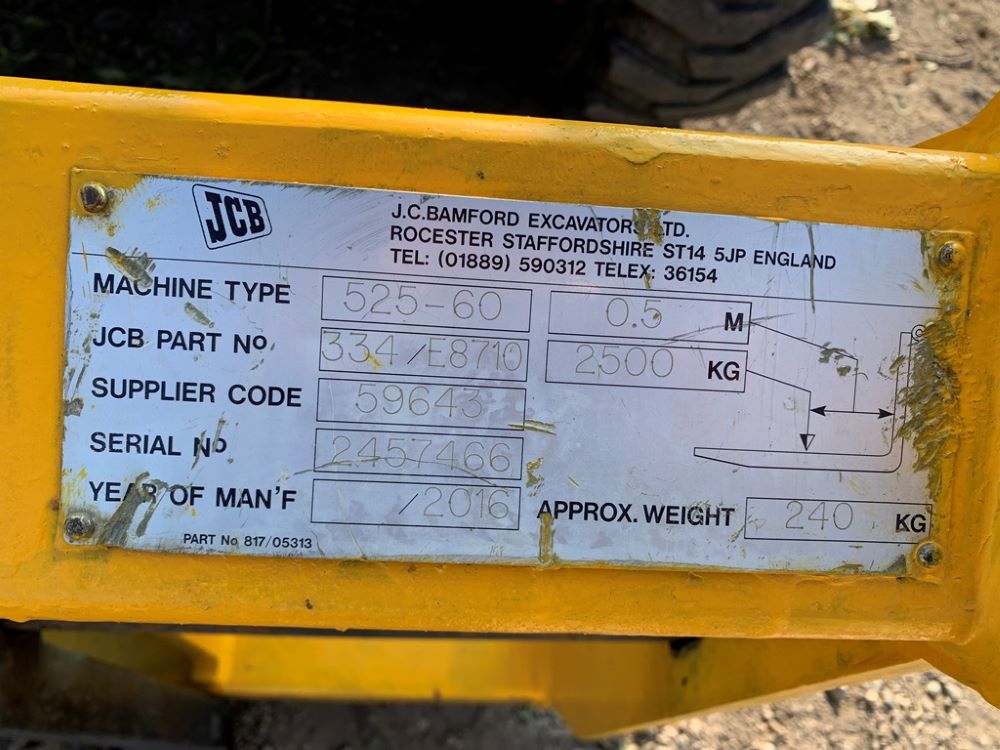 JCB
J.C.BAMFORD EXCAVATORS LTD.
ROCESTER STAFFORDSHIRE ST14 5JP ENGLAND
TEL: (01889) 590312 TELEX: 36154
MACHINE TYPE 525-60 0.5 M
JCB PART No 334/E8710 2500 KG
SUPPLIER CODE 59643
SERIAL No 2457466
YEAR OF MAN'F /2016 APPROX. WEIGHT 240 KG
PART No 817/05313